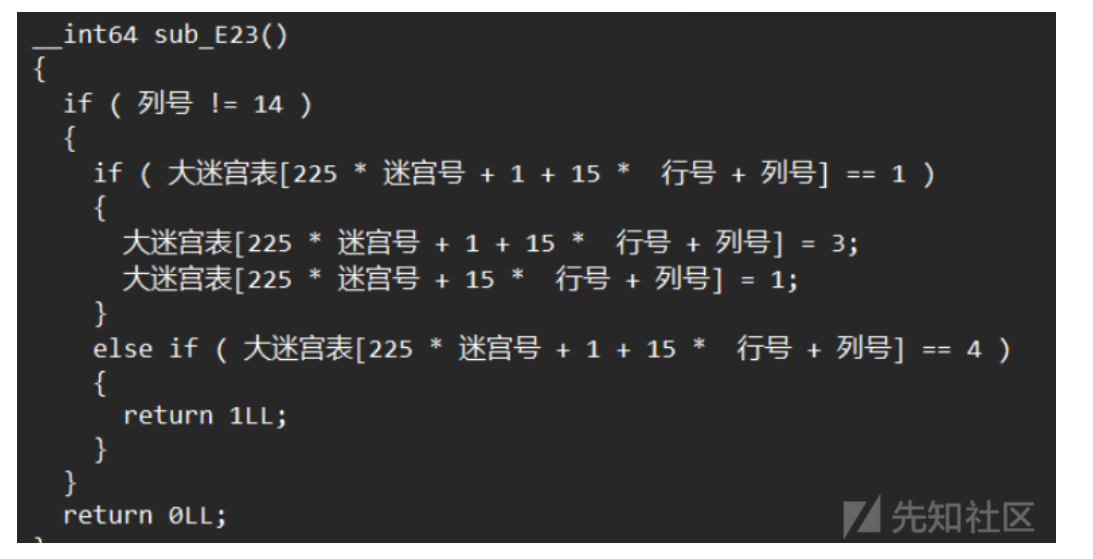 __int64 sub_E23()
{
  if ( 列号 != 14 )
  {
    if ( 大迷宫表[225 * 迷宫号 + 1 + 15 *  行号 + 列号] == 1 )
    {
      大迷宫表[225 * 迷宫号 + 1 + 15 *  行号 + 列号] = 3;
      大迷宫表[225 * 迷宫号 + 15 *  行号 + 列号] = 1;
    }
    else if ( 大迷宫表[225 * 迷宫号 + 1 + 15 *  行号 + 列号] == 4 )
    {
      return 1LL;
    }
  }
  return 0LL;
}
先知社区